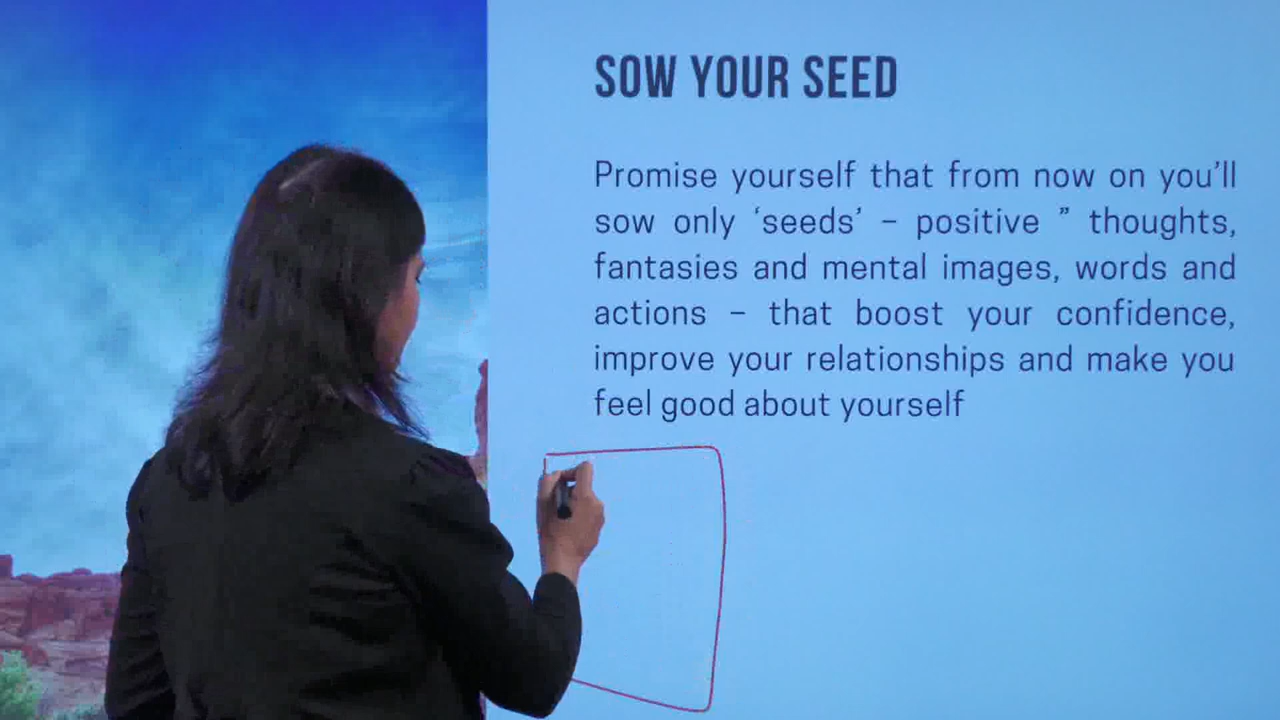 SOW YOUR SEED
Promise yourself that from now on you’ll
sow only ‘seeds’ – positive ” thoughts,
fantasies and mental images, words and
actions – that boost your confidence,
improve your relationships and make you
feel good about yourself